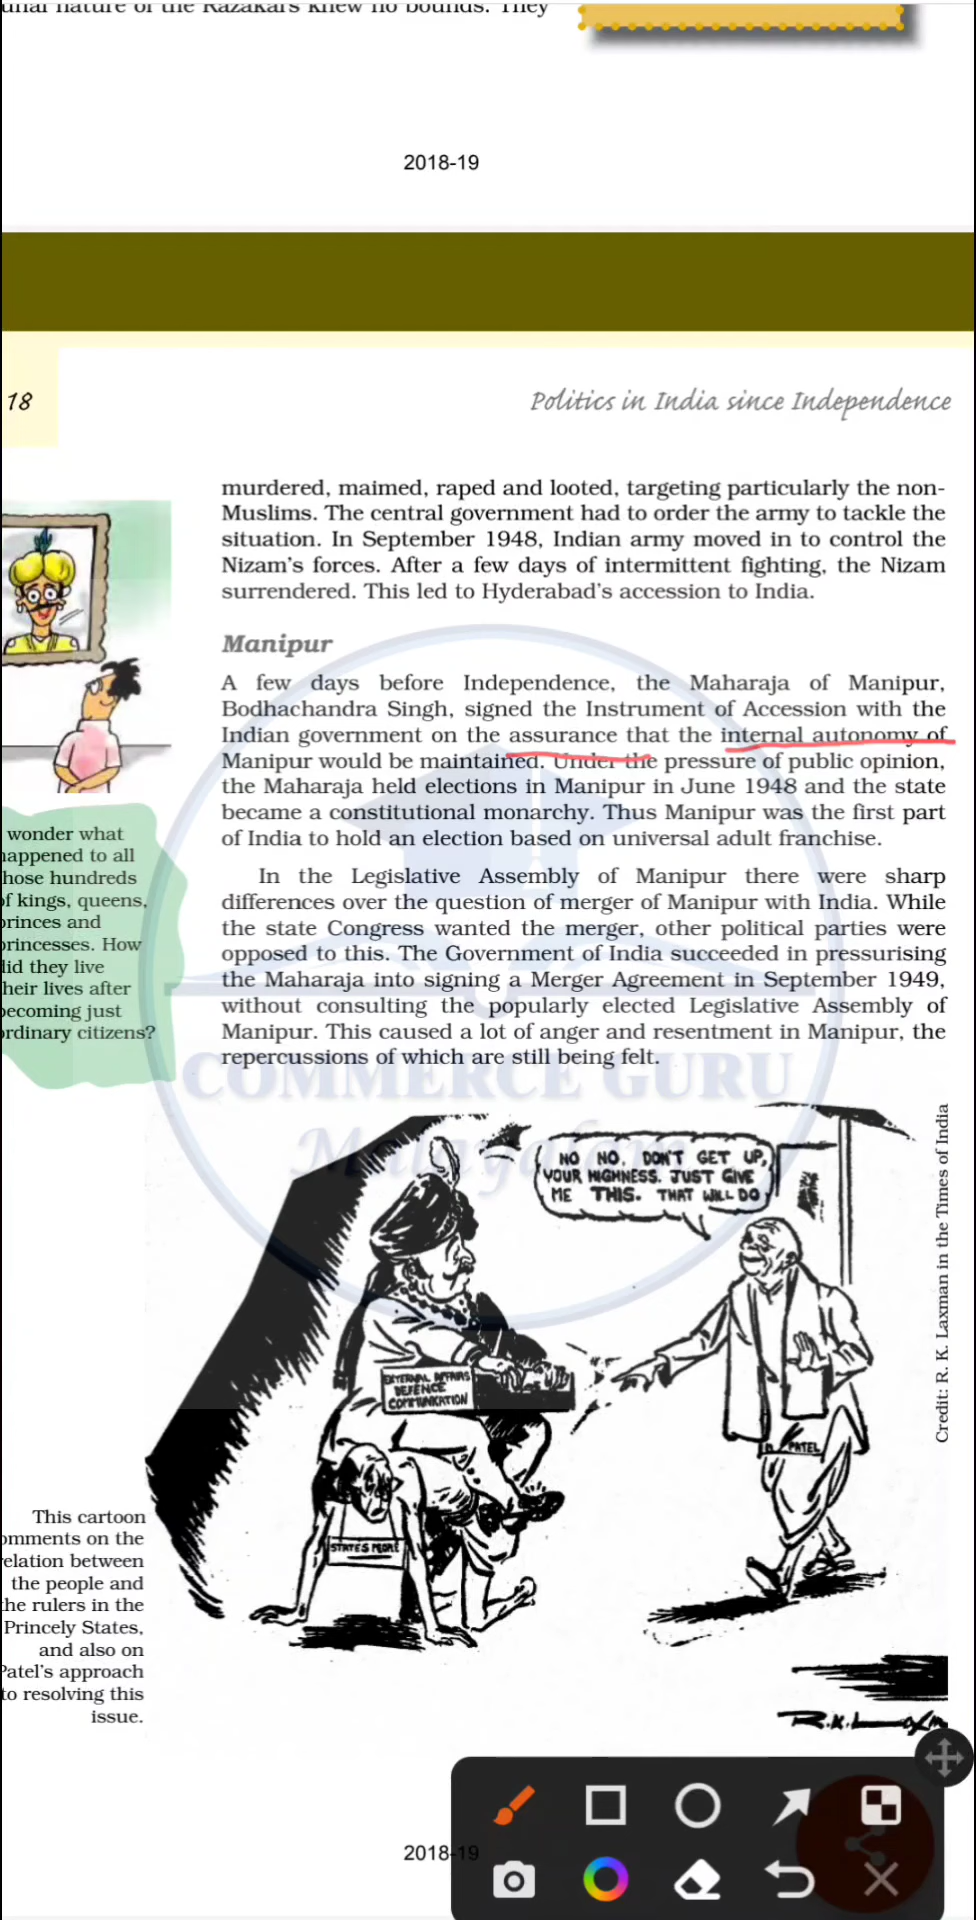 nature of the Razakars knew no bounds. They
2018-19
18
Politics in India since Independence
murdered, maimed, raped and looted, targeting particularly the non-
Muslims. The central government had to order the army to tackle the
situation. In September 1948, Indian army moved in to control the
Nizam's forces. After a few days of intermittent fighting, the Nizam
surrendered. This led to Hyderabad's accession to India.
Manipur
A few days before Independence, the Maharaja of Manipur,
Bodhachandra Singh, signed the Instrument of Accession with the
Indian government on the assurance that the internal autonomy of
Manipur would be maintained. Under the pressure of public opinion,
the Maharaja held elections in Manipur in June 1948 and the state
became a constitutional monarchy. Thus Manipur was the first part
of India to hold an election based on universal adult franchise.
In the Legislative Assembly of Manipur there were sharp
differences over the question of merger of Manipur with India. While
the state Congress wanted the merger, other political parties were
opposed to this. The Government of India succeeded in pressurising
the Maharaja into signing a Merger Agreement in September 1949,
without consulting the popularly elected Legislative Assembly of
Manipur. This caused a lot of anger and resentment in Manipur, the
repercussions of which are still being felt.
wonder what
happened to all
those hundreds
of kings, queens,
princes and
princesses. How
did they live
their lives after
becoming just
ordinary citizens?
COMMERCE GURU
Malayalam
NO NO, DON'T GET UP,
YOUR HIGHNESS. JUST GIVE
ME THIS. THAT WILL DO
EXTERNAL AFFAIRS
DEFENCE
COMMUNICATION
STATES PEOPLE
PATEL
Credit: R. K. Laxman in the Times of India
This cartoon
comments on the
relation between
the people and
the rulers in the
Princely States,
and also on
Patel's approach
to resolving this
issue.
R.K. Laxman
2018-19